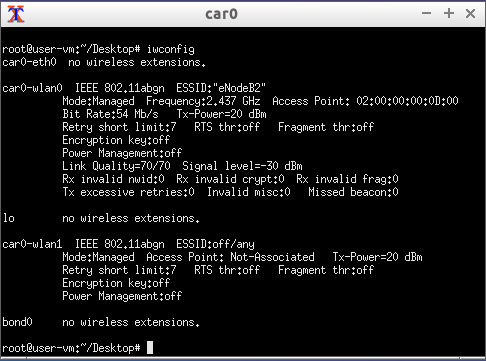 car0
root@user-vm:~/Desktop# iwconfig
car0-eth0  no wireless extensions.
car0-wlan0  IEEE 802.11abgn  ESSID:"eNodeB2"
Mode:Managed  Frequency:2.437 GHz  Access Point: 02:00:00:00:0D:00
Bit Rate:54 Mb/s   Tx-Power=20 dBm
Retry short limit:7   RTS thr:off   Fragment thr:off
Encryption key:off
Power Management:off
Link Quality=70/70  Signal level=-30 dBm
Rx invalid nwid:0  Rx invalid crypt:0  Rx invalid frag:0
Tx excessive retries:0  Invalid misc:0   Missed beacon:0
lo        no wireless extensions.
car0-wlan1  IEEE 802.11abgn  ESSID:off/any
Mode:Managed  Access Point: Not-Associated   Tx-Power=20 dBm
Retry short limit:7   RTS thr:off   Fragment thr:off
Encryption key:off
Power Management:off
bond0     no wireless extensions.
root@user-vm:~/Desktop#